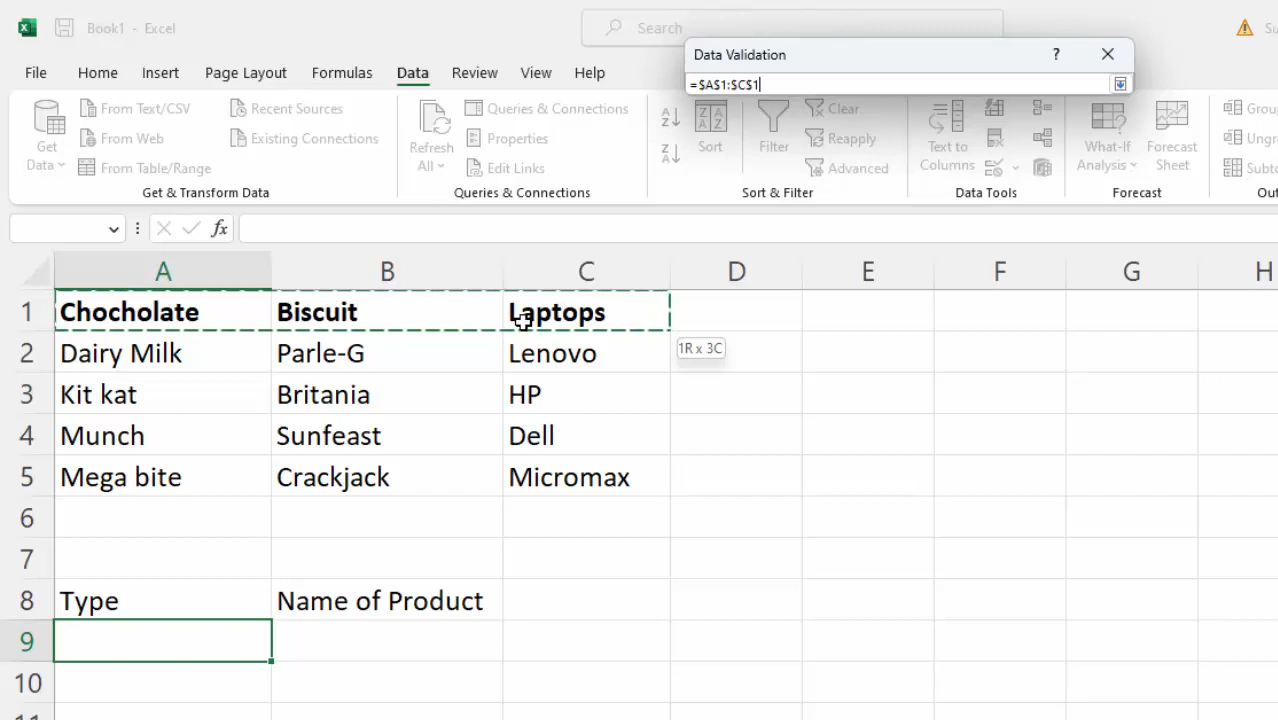 Book1 - Excel
Search
Data Validation
?
=$A$1:$C$1
File Home Insert Page Layout Formulas Data Review View Help
From Text/CSV Recent Sources Queries & Connections Clear
Get Data From Web Existing Connections Refresh All Properties Sort Filter Reapply Text to Columns What-If Analysis Forecast Sheet
From Table/Range Edit Links Advanced
Get & Transform Data Queries & Connections Sort & Filter Data Tools Forecast
fx
A B C D E F G H
1 Chocholate Biscuit Laptops
1R x 3C
2 Dairy Milk Parle-G Lenovo
3 Kit kat Britania HP
4 Munch Sunfeast Dell
5 Mega bite Crackjack Micromax
6
7
8 Type Name of Product
9
10